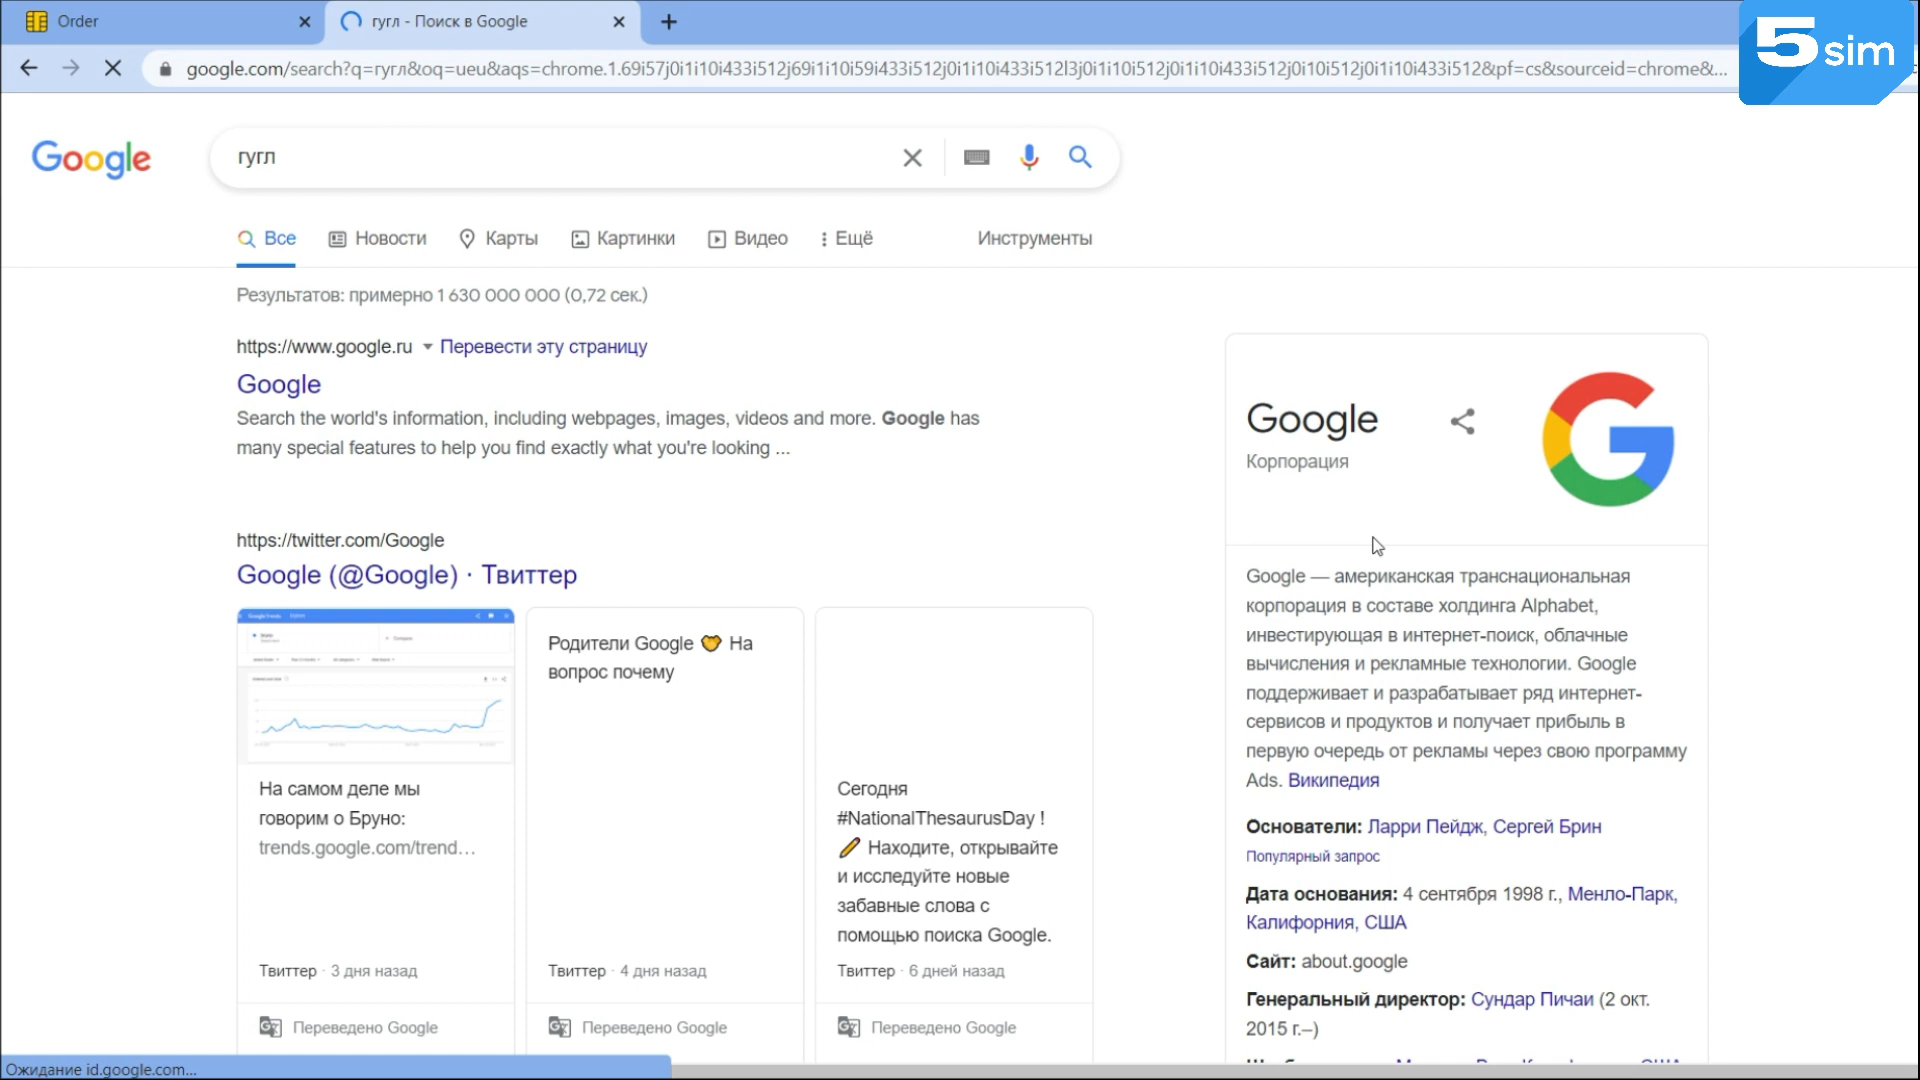 Order
гугл - Поиск в Google
google.com/search?q=гугл&oq=ueu&aqs=chrome.1.69i57j0i1i10i433i512j69i1i10i59i433i512j0i1i10i433i512l3j0i1i10i512j0i1i10i433i512j0i10i512j0i1i10i433i512&pf=cs&sourceid=chrome&...
5sim
Google
гугл
Все
Новости
Карты
Картинки
Видео
Ещё
Инструменты
Результатов: примерно 1 630 000 000 (0,72 сек.)
https://www.google.ru
Перевести эту страницу
Google
Search the world's information, including webpages, images, videos and more. Google has
many special features to help you find exactly what you're looking ...
https://twitter.com/Google
Google (@Google) · Твиттер
На самом деле мы
говорим о Бруно:
trends.google.com/trend…
Твиттер · 3 дня назад
Переведено Google
Родители Google 🤝 На
вопрос почему
Твиттер · 4 дня назад
Переведено Google
Сегодня
#NationalThesaurusDay !
Находите, открывайте
и исследуйте новые
забавные слова с
помощью поиска Google.
Твиттер · 6 дней назад
Переведено Google
Google
Корпорация
Google — американская транснациональная
корпорация в составе холдинга Alphabet,
инвестирующая в интернет-поиск, облачные
вычисления и рекламные технологии. Google
поддерживает и разрабатывает ряд интернет-
сервисов и продуктов и получает прибыль в
первую очередь от рекламы через свою программу
Ads. Википедия
Основатели: Ларри Пейдж, Сергей Брин
Популярный запрос
Дата основания: 4 сентября 1998 г., Менло-Парк,
Калифорния, США
Сайт: about.google
Генеральный директор: Сундар Пичаи (2 окт.
2015 г.–)
Ожидание id.google.com...